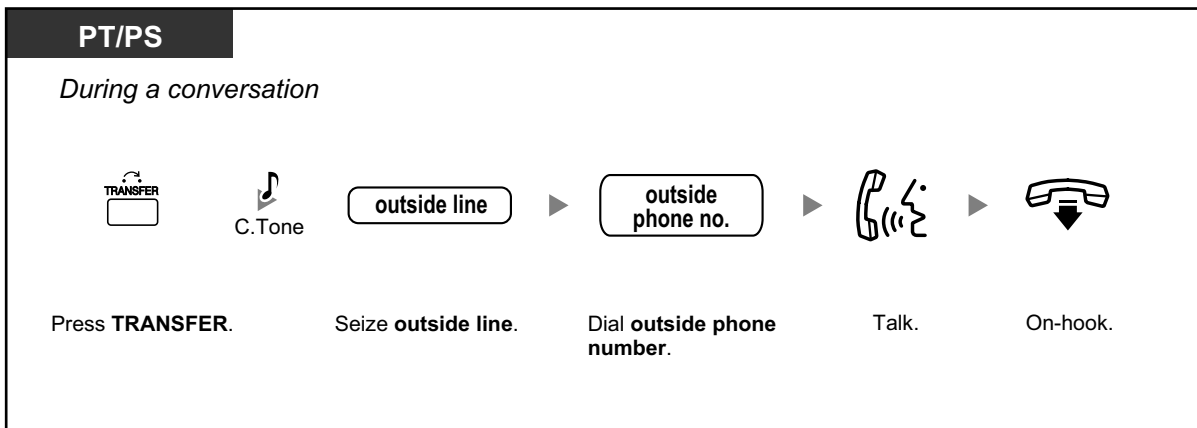 PT/PS
During a conversation
TRANSFER
C.Tone
outside line
outside
phone no.
Press TRANSFER.
Seize outside line.
Dial outside phone
number.
Talk.
On-hook.